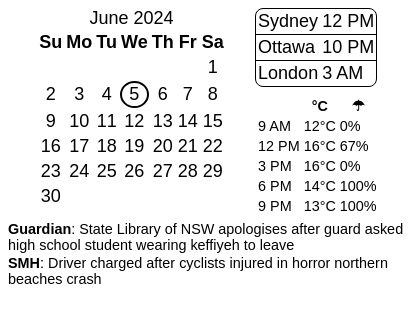 June 2024
Su Mo Tu We Th Fr Sa
1
2 3 4 5 6 7 8
9 10 11 12 13 14 15
16 17 18 19 20 21 22
23 24 25 26 27 28 29
30
Sydney 12 PM
Ottawa 10 PM
London 3 AM
°C ☂
9 AM 12°C 0%
12 PM 16°C 67%
3 PM 16°C 0%
6 PM 14°C 100%
9 PM 13°C 100%
Guardian: State Library of NSW apologises after guard asked
high school student wearing keffiyeh to leave
SMH: Driver charged after cyclists injured in horror northern
beaches crash